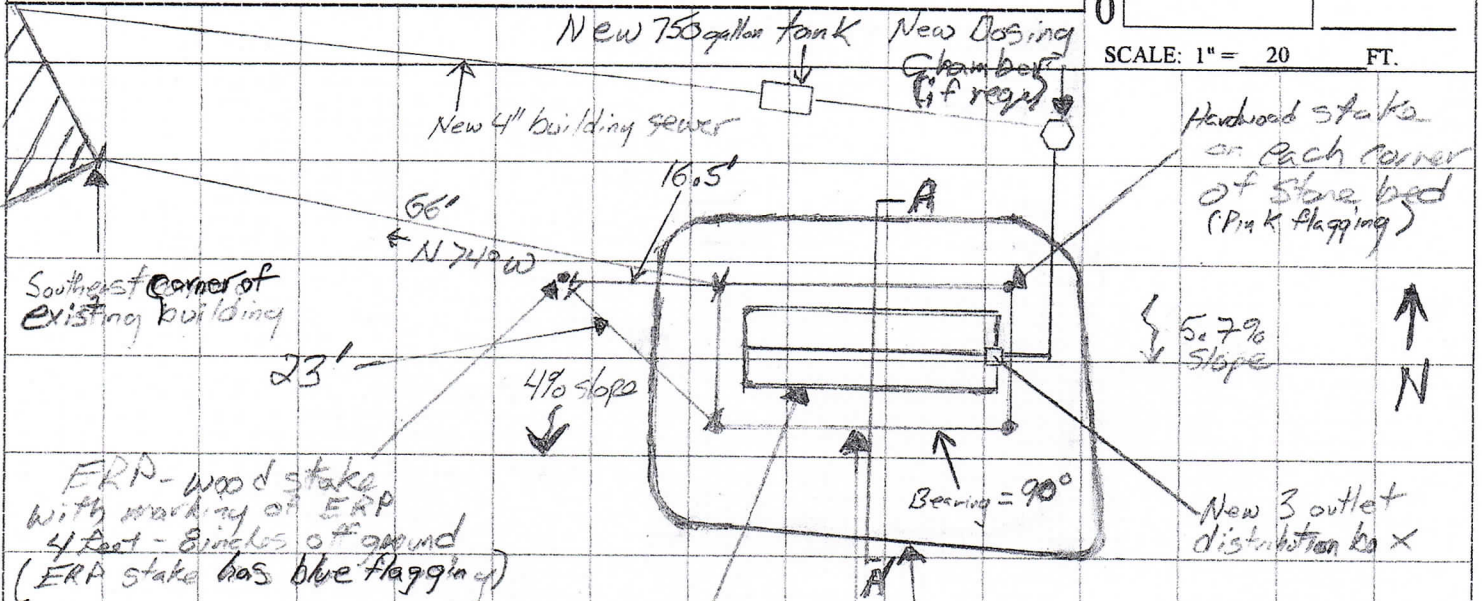 0
SCALE: 1" = 20 FT.
New 750 gallon tank
New Dosing
Chamber
(if reqd)
New 4" building sewer
Hardwood stake
on each corner
of Stone bed
(Pink flagging)
16.5'
A
66'
N 74° W
Southeast corner of
existing building
23'
4% slope
5.7%
slope
N
ERP - wood stake
with marking of ERP
4 feet - 8 inches off ground
(ERP stake has blue flagging)
Bearing = 90°
New 3 outlet
distribution box
A'